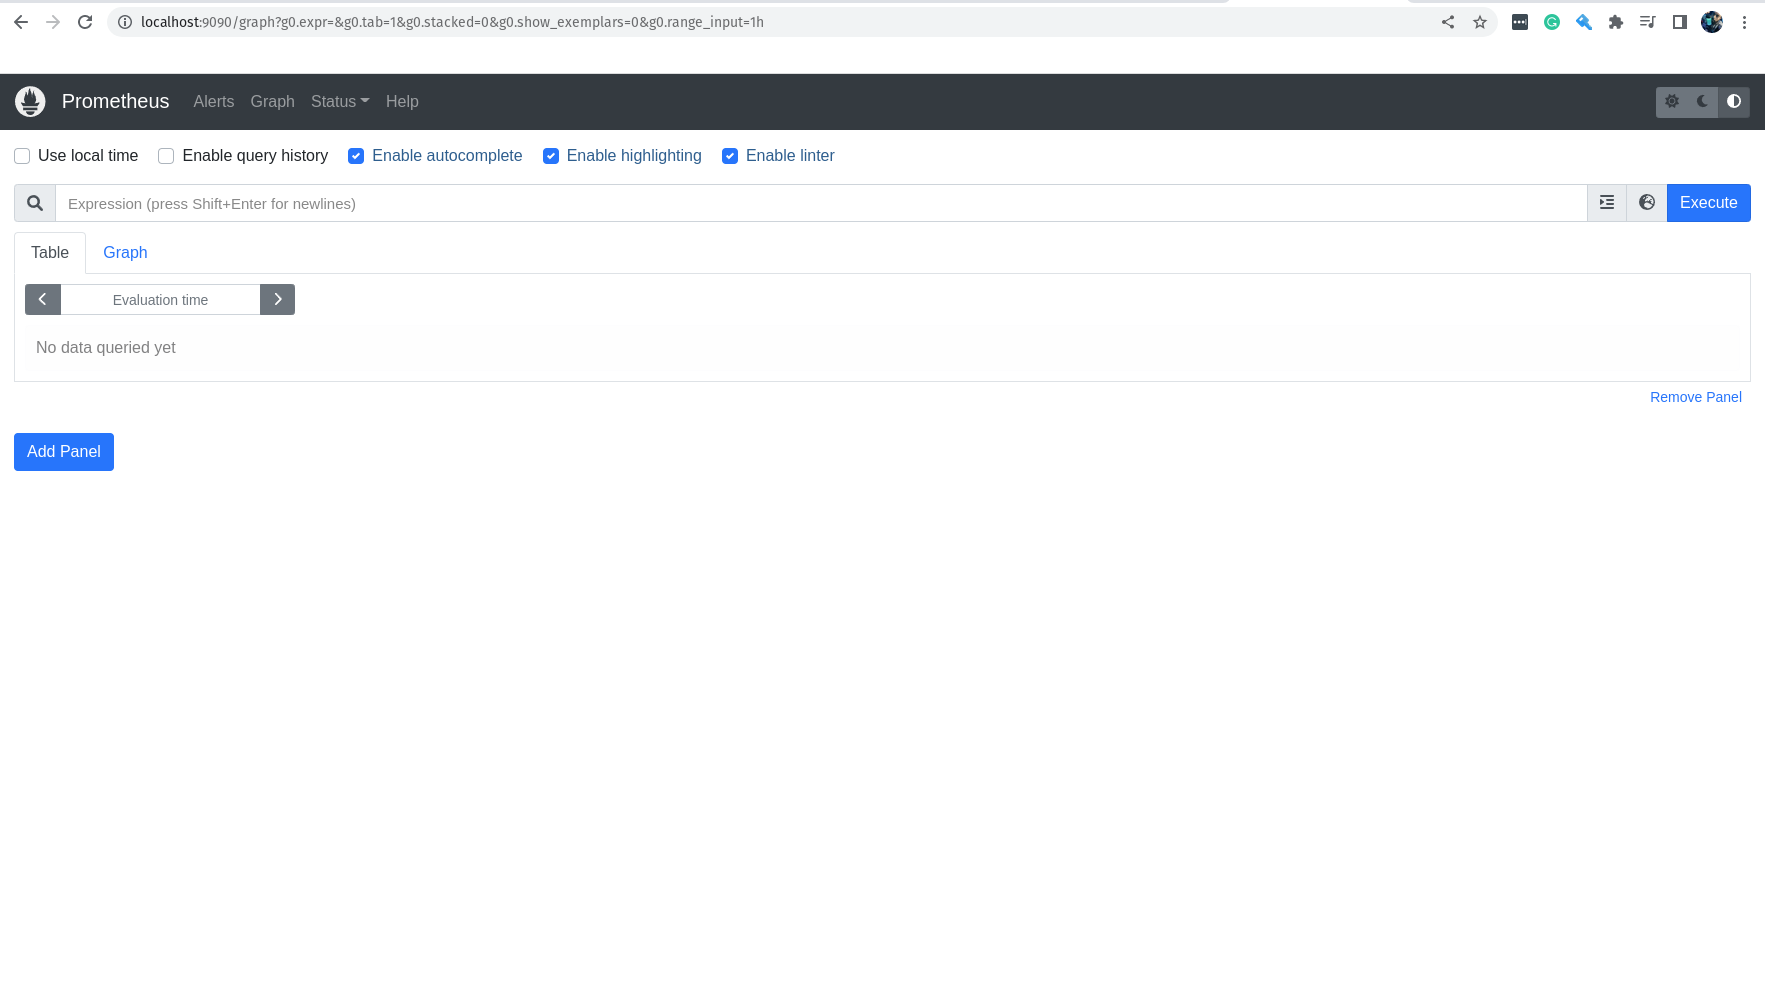 localhost:9090/graph?g0.expr=&g0.tab=1&g0.stacked=0&g0.show_exemplars=0&g0.range_input=1h
Prometheus Alerts Graph Status Help
Use local time Enable query history Enable autocomplete Enable highlighting Enable linter
Expression (press Shift+Enter for newlines) Execute
Table Graph
Evaluation time
No data queried yet
Remove Panel
Add Panel